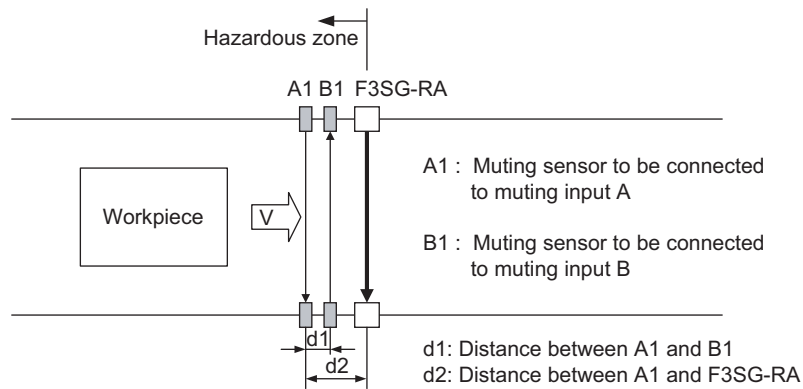 Hazardous zone
A1 B1 F3SG-RA
A1 : Muting sensor to be connected
to muting input A
Workpiece
V
B1 : Muting sensor to be connected
to muting input B
d1
d2
d1: Distance between A1 and B1
d2: Distance between A1 and F3SG-RA